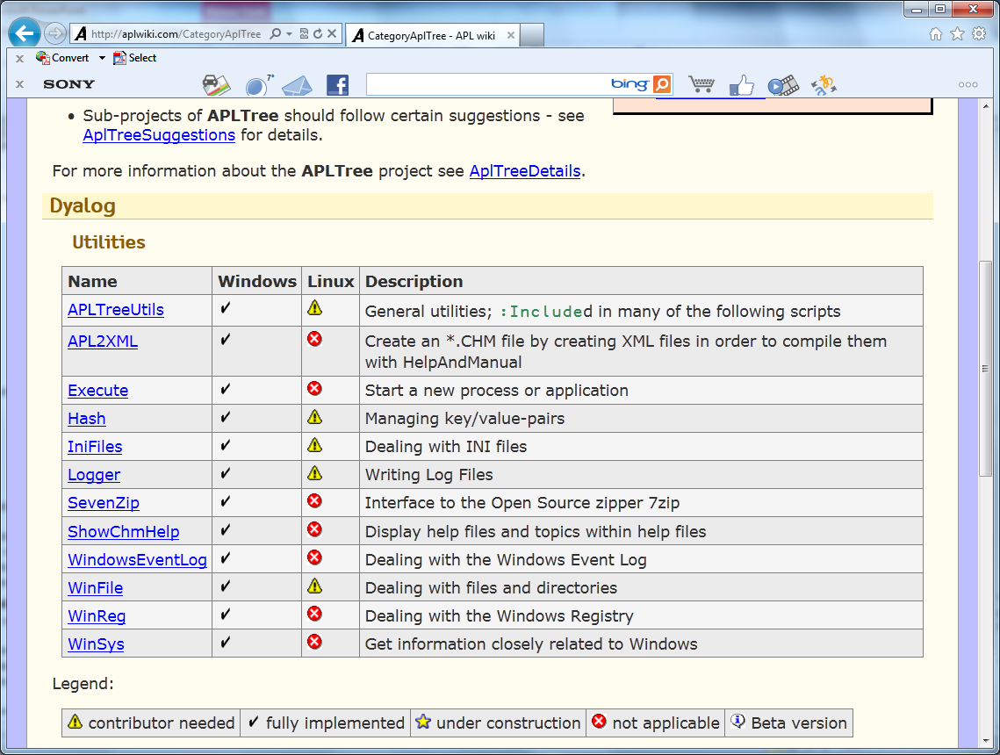 http://aplwiki.com/CategoryAplTree
CategoryAplTree - APL wiki
x Convert Select
x SONY 7° bing
• Sub-projects of APLTree should follow certain suggestions - see
AplTreeSuggestions for details.
For more information about the APLTree project see AplTreeDetails.
Dyalog
Utilities
Name Windows Linux Description
APLTreeUtils ✔ General utilities; :Included in many of the following scripts
APL2XML ✔ Create an *.CHM file by creating XML files in order to compile them
with HelpAndManual
Execute ✔ Start a new process or application
Hash ✔ Managing key/value-pairs
IniFiles ✔ Dealing with INI files
Logger ✔ Writing Log Files
SevenZip ✔ Interface to the Open Source zipper 7zip
ShowChmHelp ✔ Display help files and topics within help files
WindowsEventLog ✔ Dealing with the Windows Event Log
WinFile ✔ Dealing with files and directories
WinReg ✔ Dealing with the Windows Registry
WinSys ✔ Get information closely related to Windows
Legend:
contributor needed ✔ fully implemented under construction not applicable Beta version